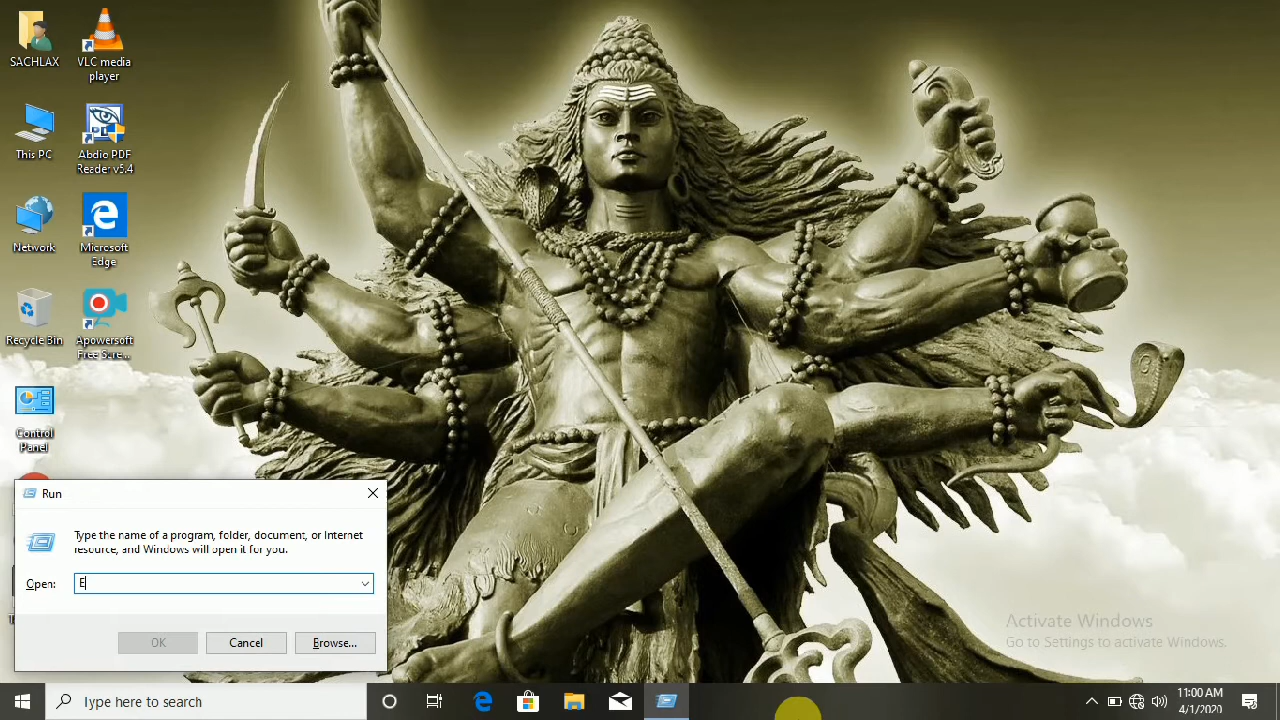 SACHLAX
VLC media
player
This PC
Abdio PDF
Reader v5.4
Network
Microsoft
Edge
Recycle Bin
Apowersoft
Free Scre...
Control
Panel
Run
Type the name of a program, folder, document, or Internet
resource, and Windows will open it for you.
Open:
E
OK
Cancel
Browse...
Activate Windows
Go to Settings to activate Windows.
Type here to search
11:00 AM
4/1/2020